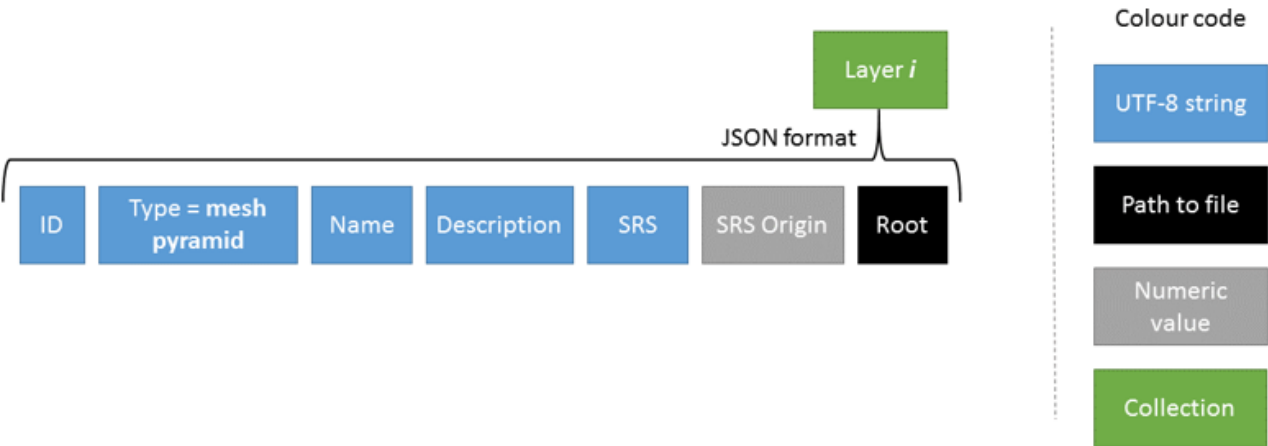 Colour code
Layer i
UTF-8 string
JSON format
ID
Type = mesh
pyramid
Name
Description
SRS
SRS Origin
Root
Path to file
Numeric
value
Collection